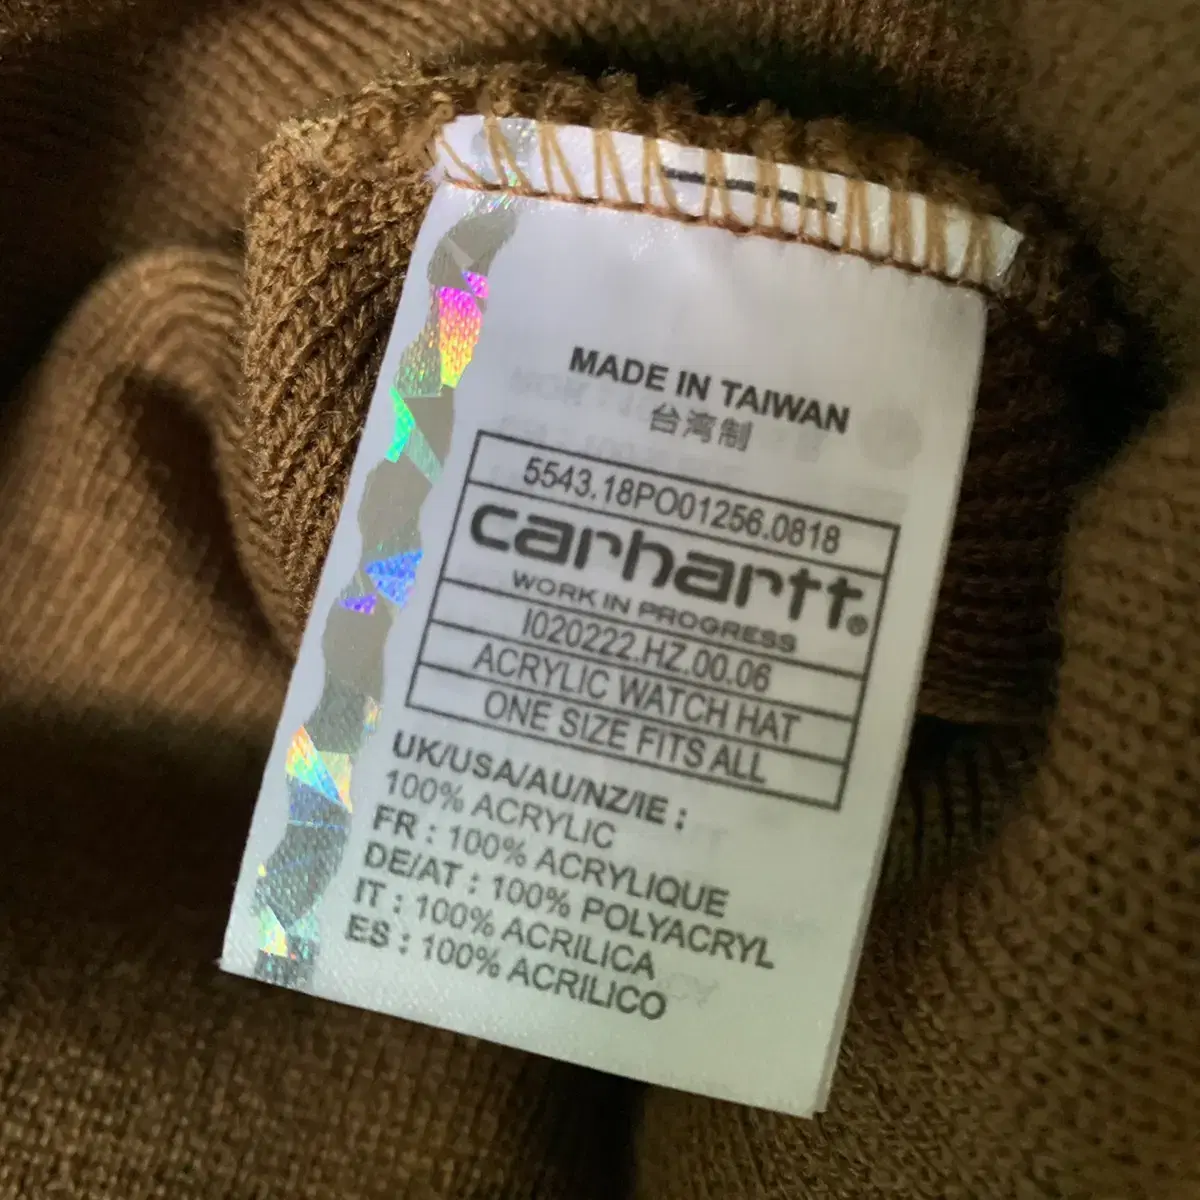 MADE IN TAIWAN
台湾制
5543.18PO01256.0818
carhartt®
WORK IN PROGRESS
I020222.HZ.00.06
ACRYLIC WATCH HAT
ONE SIZE FITS ALL
UK/USA/AU/NZ/IE :
100% ACRYLIC
FR : 100% ACRYLIQUE
DE/AT : 100% POLYACRYL
IT : 100% ACRILICA
ES : 100% ACRILICO